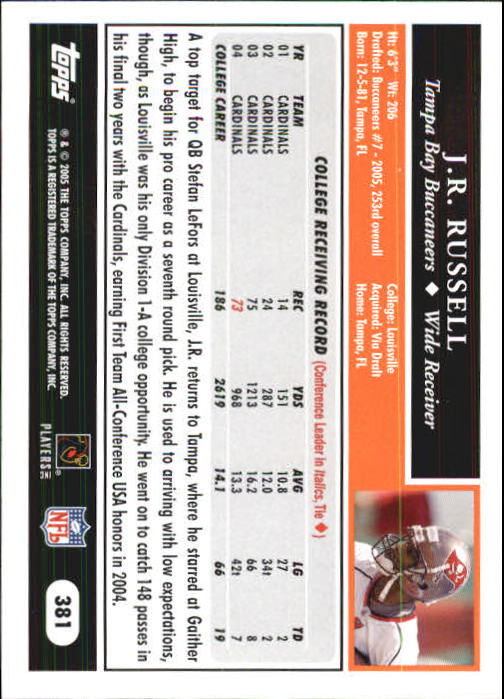 J.R. RUSSELL
Tampa Bay Buccaneers ◆ Wide Receiver
Ht: 6'3" Wt: 206 College: Louisville
Drafted: Buccaneers #7 - 2005, 253rd overall Acquired: Via Draft
Born: 12-5-81, Tampa, FL Home: Tampa, FL
COLLEGE RECEIVING RECORD (Conference Leader in Italics, Tie ◆)
YR TEAM REC YDS AVG LG TD
01 CARDINALS 14 151 10.8 27 2
02 CARDINALS 24 287 12.0 34t 2
03 CARDINALS 75 1213 16.2 66 8
04 CARDINALS 73 968 13.3 42t 7
COLLEGE CAREER 186 2619 14.1 66 19
A top target for QB Stefan LeFors at Louisville, J.R. returns to Tampa, where he starred at Gaither
High, to begin his pro career as a seventh round pick. He is used to arriving with low expectations,
though, as Louisville was his only Division 1-A college opportunity. He went on to catch 148 passes in
his final two years with the Cardinals, earning First Team All-Conference USA honors in 2004.
topps
® & © 2005 THE TOPPS COMPANY, INC. ALL RIGHTS RESERVED.
TOPPS IS A REGISTERED TRADEMARK OF THE TOPPS COMPANY, INC.
PLAYERS INC
NFL
381